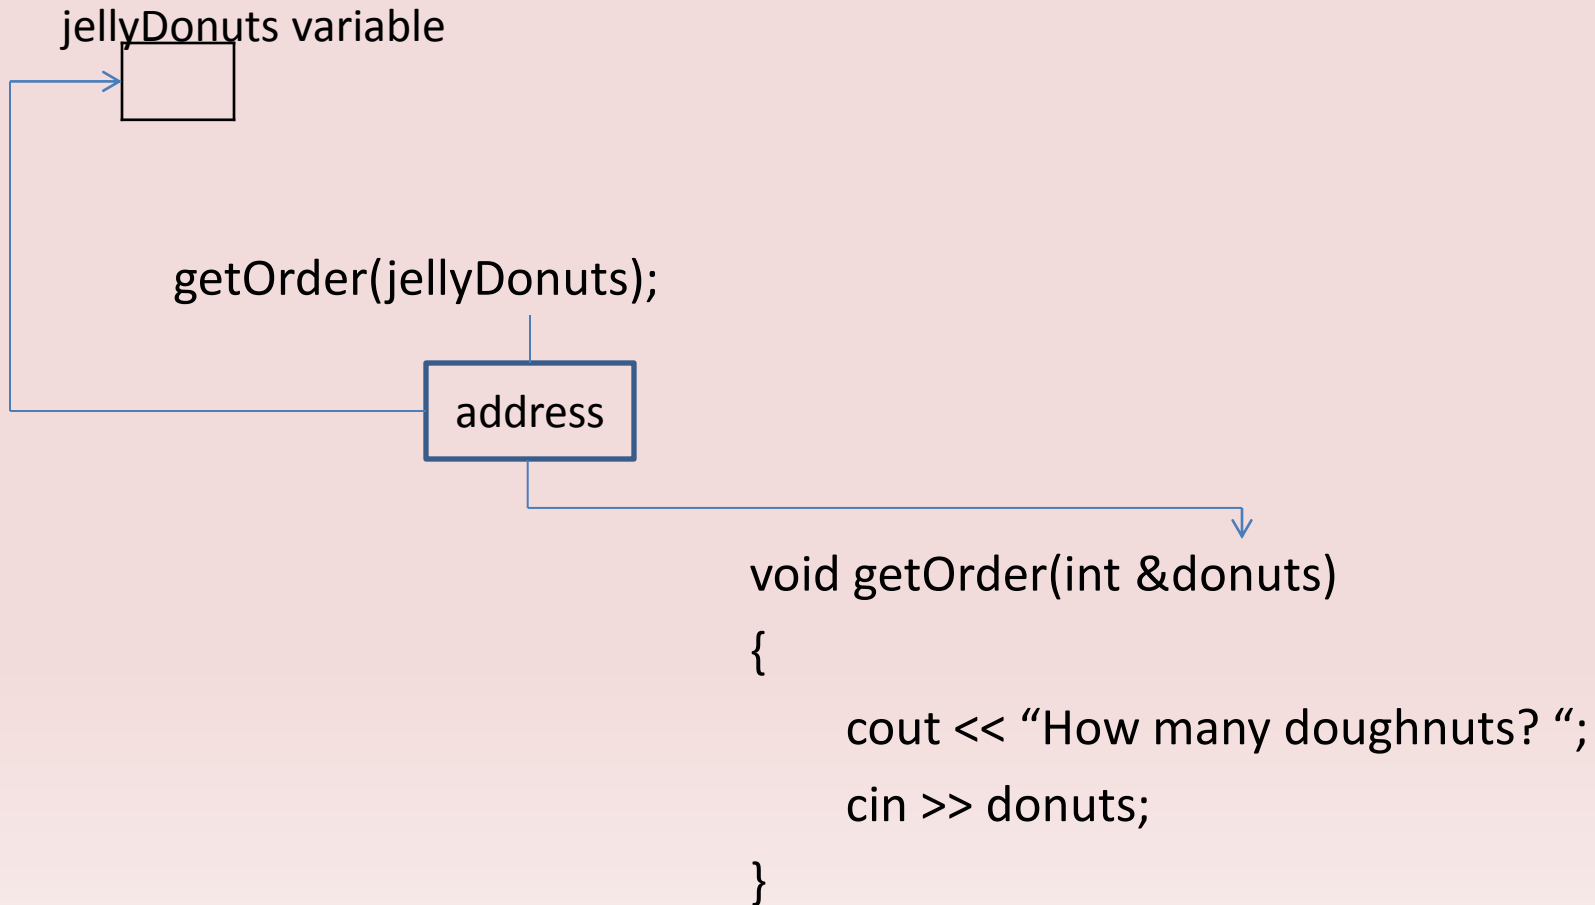 jellyDonuts variable
getOrder(jellyDonuts);
address
void getOrder(int &donuts)
{
cout << “How many doughnuts? “;
cin >> donuts;
}